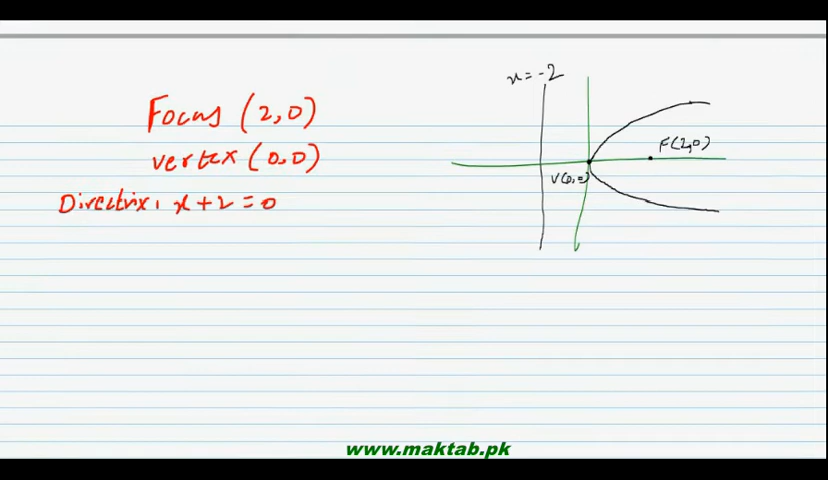 Focus (2,0)
vertex (0,0)
Directrix: x+2=0
x=-2
F(2,0)
V(0,0)
www.maktab.pk